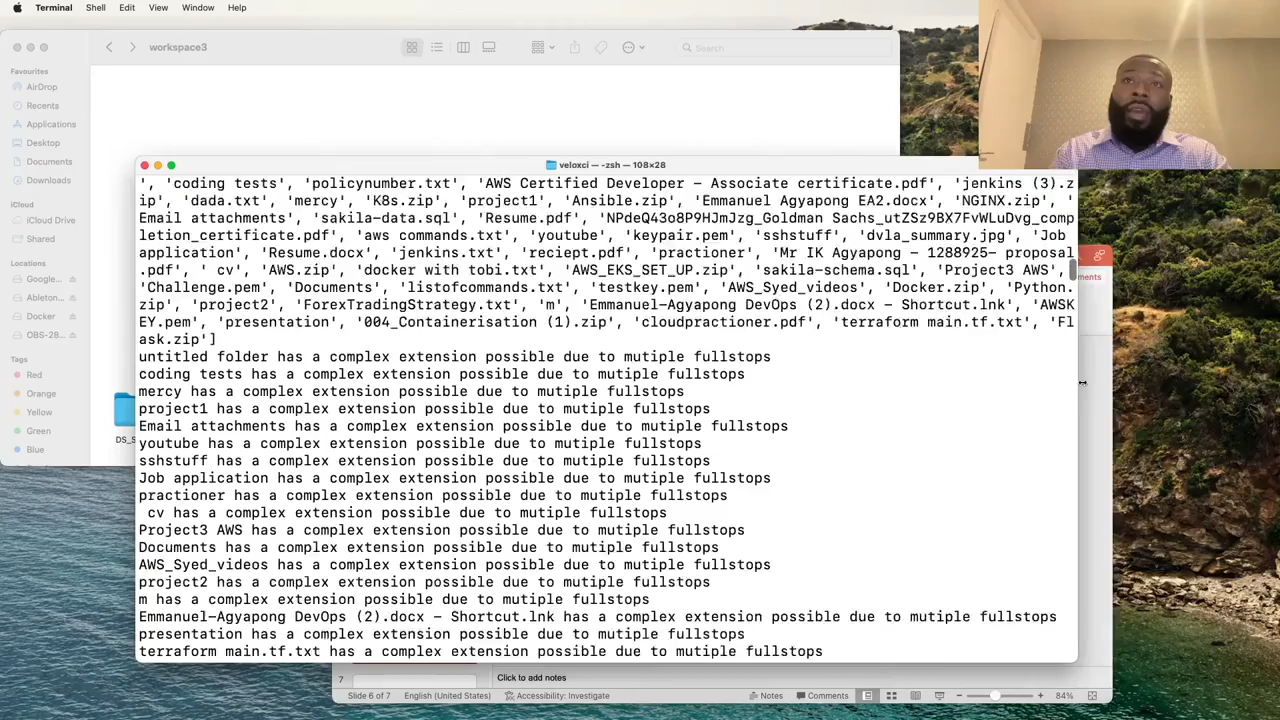 Terminal Shell Edit View Window Help
workspace3
Search
Favourites
AirDrop
Recents
Applications
Desktop
Documents
Downloads
iCloud
iCloud Drive
Shared
Locations
Google...
Ableton...
Docker
OBS-28...
Tags
Red
Orange
Yellow
Green
Blue
DS_S
veloxci — -zsh — 108×28
', 'coding tests', 'policynumber.txt', 'AWS Certified Developer - Associate certificate.pdf', 'jenkins (3).z
ip', 'dada.txt', 'mercy', 'K8s.zip', 'project1', 'Ansible.zip', 'Emmanuel Agyapong EA2.docx', 'NGINX.zip', '
Email attachments', 'sakila-data.sql', 'Resume.pdf', 'NPdeQ43o8P9HJmJzg_Goldman Sachs_utZSz9BX7FvWLuDvg_comp
letion_certificate.pdf', 'aws commands.txt', 'youtube', 'keypair.pem', 'sshstuff', 'dvla_summary.jpg', 'Job
application', 'Resume.docx', 'jenkins.txt', 'reciept.pdf', 'practioner', 'Mr IK Agyapong - 1288925- proposal
.pdf', ' cv', 'AWS.zip', 'docker with tobi.txt', 'AWS_EKS_SET_UP.zip', 'sakila-schema.sql', 'Project3 AWS',
'Challenge.pem', 'Documents', 'listofcommands.txt', 'testkey.pem', 'AWS_Syed_videos', 'Docker.zip', 'Python.
zip', 'project2', 'ForexTradingStrategy.txt', 'm', 'Emmanuel-Agyapong DevOps (2).docx - Shortcut.lnk', 'AWSK
EY.pem', 'presentation', '004_Containerisation (1).zip', 'cloudpractioner.pdf', 'terraform main.tf.txt', 'Fl
ask.zip']
untitled folder has a complex extension possible due to mutiple fullstops
coding tests has a complex extension possible due to mutiple fullstops
mercy has a complex extension possible due to mutiple fullstops
project1 has a complex extension possible due to mutiple fullstops
Email attachments has a complex extension possible due to mutiple fullstops
youtube has a complex extension possible due to mutiple fullstops
sshstuff has a complex extension possible due to mutiple fullstops
Job application has a complex extension possible due to mutiple fullstops
practioner has a complex extension possible due to mutiple fullstops
 cv has a complex extension possible due to mutiple fullstops
Project3 AWS has a complex extension possible due to mutiple fullstops
Documents has a complex extension possible due to mutiple fullstops
AWS_Syed_videos has a complex extension possible due to mutiple fullstops
project2 has a complex extension possible due to mutiple fullstops
m has a complex extension possible due to mutiple fullstops
Emmanuel-Agyapong DevOps (2).docx - Shortcut.lnk has a complex extension possible due to mutiple fullstops
presentation has a complex extension possible due to mutiple fullstops
terraform main.tf.txt has a complex extension possible due to mutiple fullstops
ments
7
Click to add notes
Slide 6 of 7 English (United States) Accessibility: Investigate Notes Comments 84%